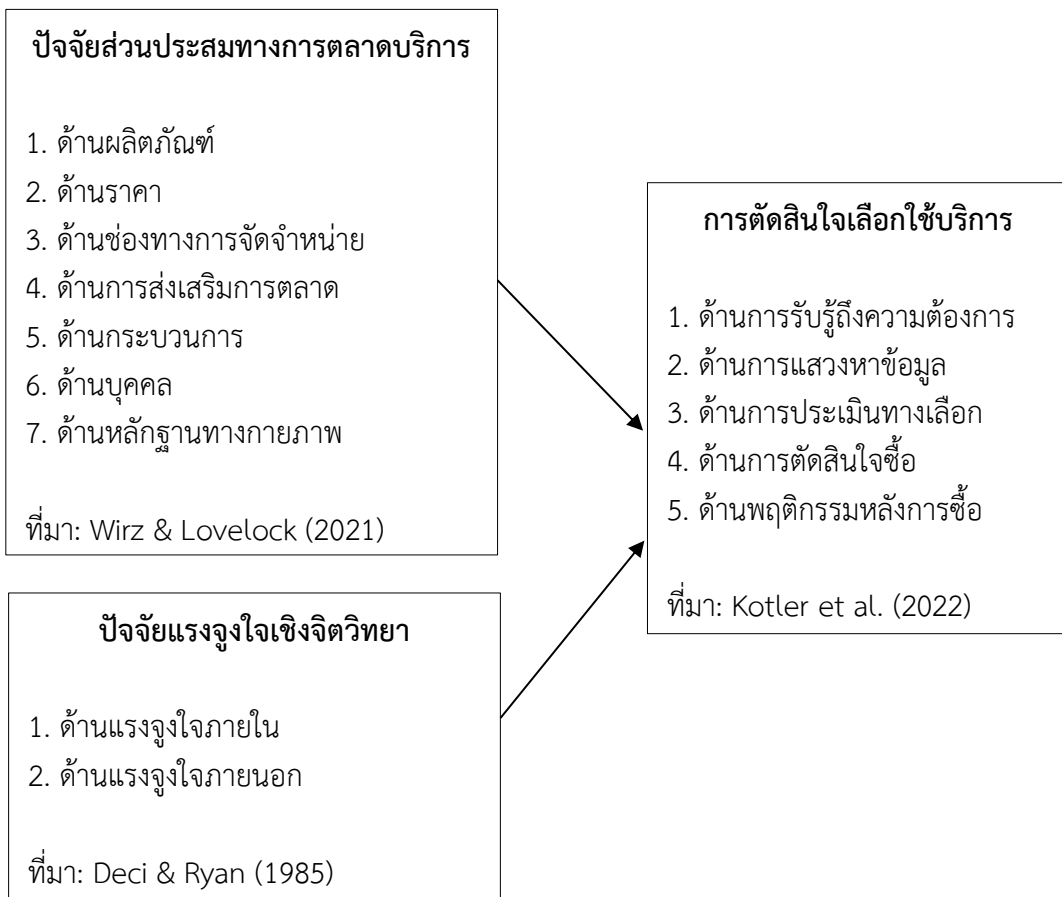 ปัจจัยส่วนประสมทางการตลาดบริการ
1. ด้านผลิตภัณฑ์
2. ด้านราคา
3. ด้านช่องทางการจัดจำหน่าย
4. ด้านการส่งเสริมการตลาด
5. ด้านกระบวนการ
6. ด้านบุคคล
7. ด้านหลักฐานทางกายภาพ
ที่มา: Wirz & Lovelock (2021)
ปัจจัยแรงจูงใจเชิงจิตวิทยา
1. ด้านแรงจูงใจภายใน
2. ด้านแรงจูงใจภายนอก
ที่มา: Deci & Ryan (1985)
การตัดสินใจเลือกใช้บริการ
1. ด้านการรับรู้ถึงความต้องการ
2. ด้านการแสวงหาข้อมูล
3. ด้านการประเมินทางเลือก
4. ด้านการตัดสินใจซื้อ
5. ด้านพฤติกรรมหลังการซื้อ
ที่มา: Kotler et al. (2022)